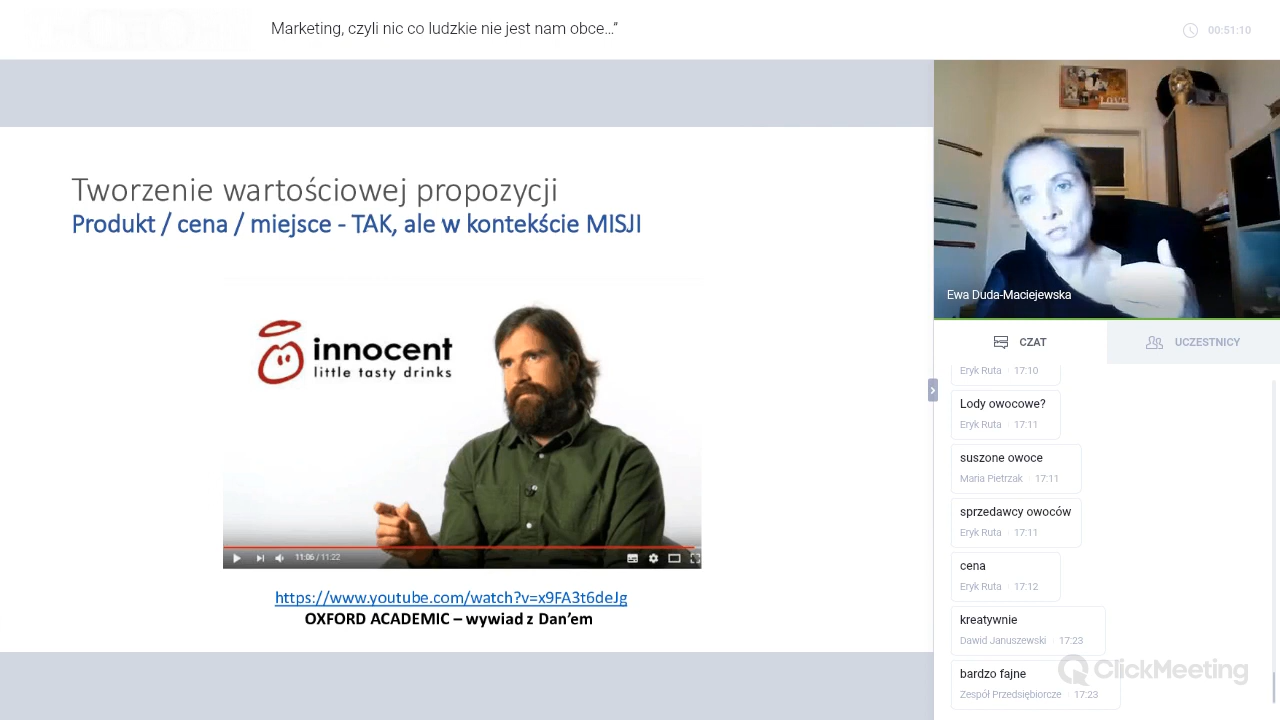 Marketing, czyli nic co ludzkie nie jest nam obce…”
00:51:10
Tworzenie wartościowej propozycji
Produkt / cena / miejsce - TAK, ale w kontekście MISJI
innocent
little tasty drinks
11:06 / 11:22
https://www.youtube.com/watch?v=x9FA3t6deJg
OXFORD ACADEMIC – wywiad z Dan’em
Ewa Duda-Maciejewska
CZAT
UCZESTNICY
Eryk Ruta 17:10
Lody owocowe?
Eryk Ruta 17:11
suszone owoce
Maria Pietrzak 17:11
sprzedawcy owoców
Eryk Ruta 17:11
cena
Eryk Ruta 17:12
kreatywnie
Dawid Januszewski 17:23
bardzo fajne
Zespół Przedsiębiorcze 17:23
ClickMeeting